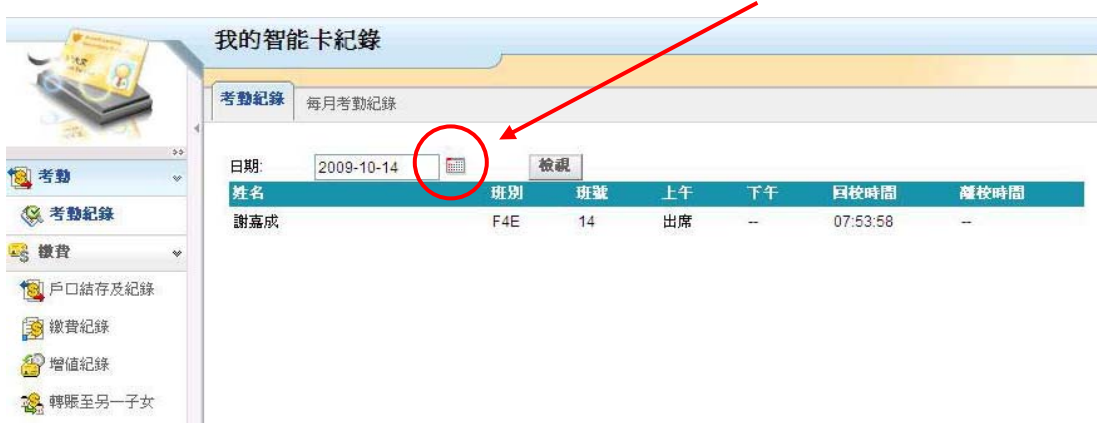 我的智能卡紀錄
考勤紀錄 每月考勤紀錄
考勤
考勤紀錄
繳費
戶口結存及紀錄
繳費紀錄
增值紀錄
轉賬至另一子女
日期: 2009-10-14 檢視
姓名 班別 班號 上午 下午 回校時間 離校時間
謝嘉成 F4E 14 出席 -- 07:53:58 --